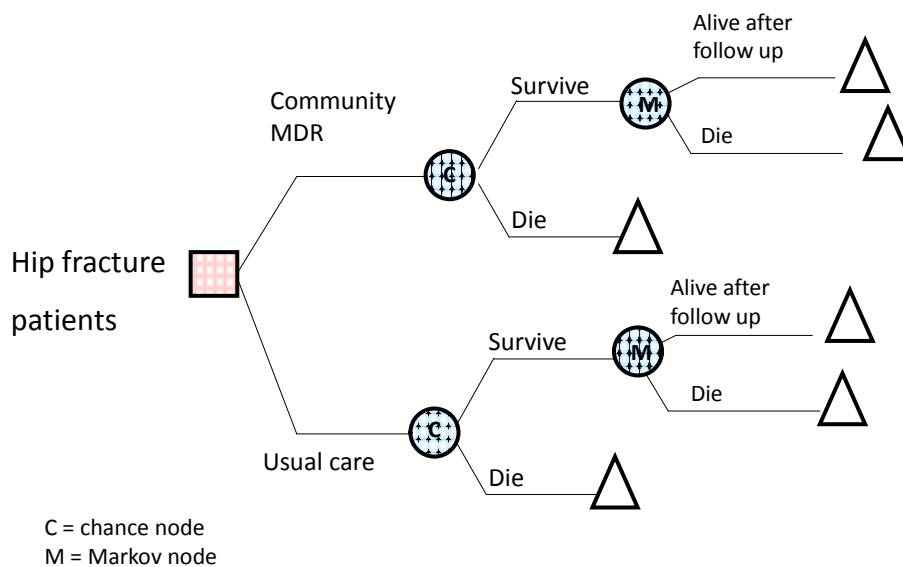 Alive after
follow up
Survive
M
Die
Community
MDR
C
Die
Hip fracture
patients
Alive after
follow up
Survive
M
Die
C
Usual care
Die
C = chance node
M = Markov node